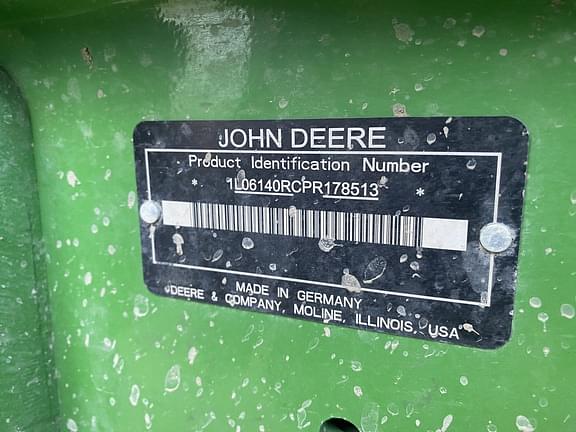 JOHN DEERE
Product Identification Number
* 1L06140RCPR178513 *
MADE IN GERMANY
DEERE & COMPANY, MOLINE, ILLINOIS, USA